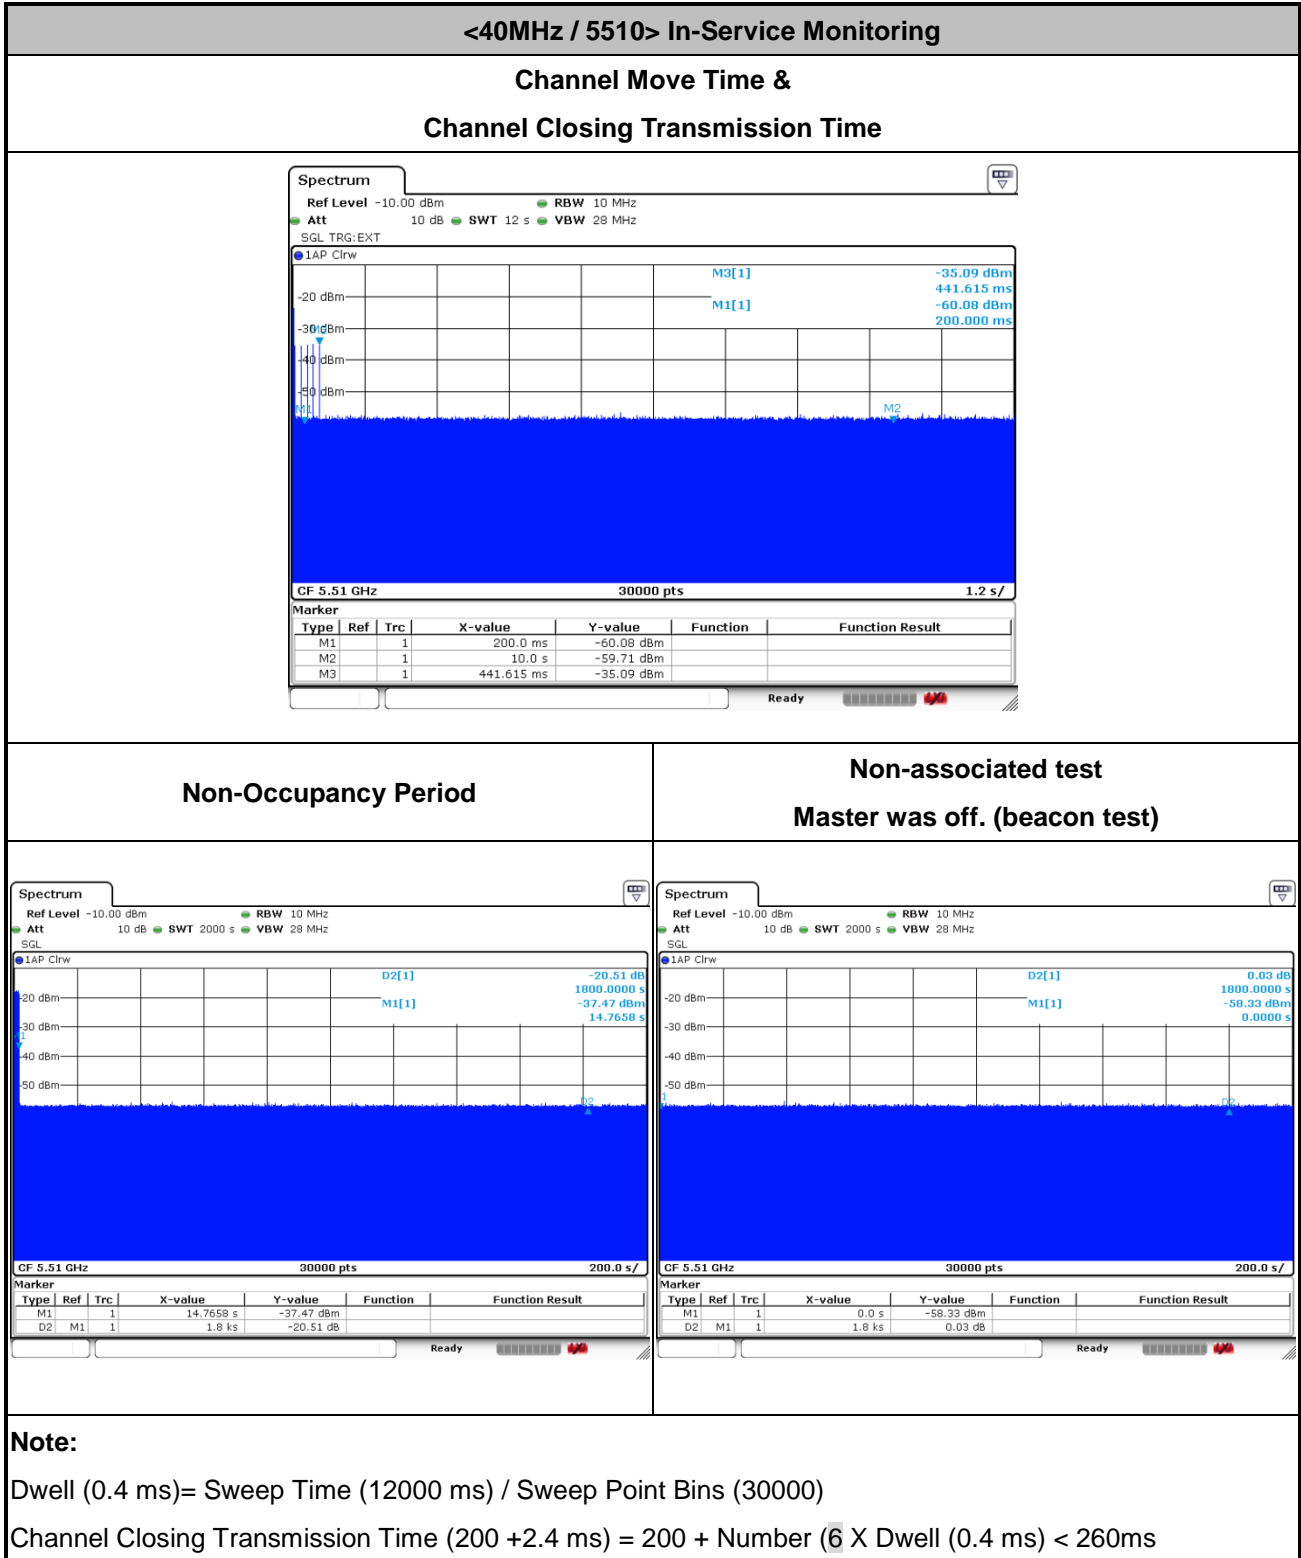 <40MHz / 5510> In-Service Monitoring
Channel Move Time &
Channel Closing Transmission Time
Spectrum
Ref Level -10.00 dBm RBW 10 MHz
Att 10 dB SWT 12 s VBW 28 MHz
SGL TRG:EXT
1AP Clrw
M3[1] -35.09 dBm
441.615 ms
-20 dBm
M1[1] -60.08 dBm
200.000 ms
-30 dBm
M3
-40 dBm
-50 dBm
M1 M2
CF 5.51 GHz 30000 pts 1.2 s/
Marker
Type Ref Trc X-value Y-value Function Function Result
M1 1 200.0 ms -60.08 dBm
M2 1 10.0 s -59.71 dBm
M3 1 441.615 ms -35.09 dBm
Ready
Non-Occupancy Period
Spectrum
Ref Level -10.00 dBm RBW 10 MHz
Att 10 dB SWT 2000 s VBW 28 MHz
SGL
1AP Clrw
D2[1] -20.51 dB
1800.0000 s
-20 dBm
M1[1] -37.47 dBm
14.7658 s
-30 dBm
-40 dBm
-50 dBm
D2
CF 5.51 GHz 30000 pts 200.0 s/
Marker
Type Ref Trc X-value Y-value Function Function Result
M1 1 14.7658 s -37.47 dBm
D2 M1 1 1.8 ks -20.51 dB
Ready
Non-associated test
Master was off. (beacon test)
Spectrum
Ref Level -10.00 dBm RBW 10 MHz
Att 10 dB SWT 2000 s VBW 28 MHz
SGL
1AP Clrw
D2[1] 0.03 dB
1800.0000 s
-20 dBm
M1[1] -58.33 dBm
0.0000 s
-30 dBm
-40 dBm
-50 dBm
D2
CF 5.51 GHz 30000 pts 200.0 s/
Marker
Type Ref Trc X-value Y-value Function Function Result
M1 1 0.0 s -58.33 dBm
D2 M1 1 1.8 ks 0.03 dB
Ready
Note:
Dwell (0.4 ms)= Sweep Time (12000 ms) / Sweep Point Bins (30000)
Channel Closing Transmission Time (200 +2.4 ms) = 200 + Number (6 X Dwell (0.4 ms) < 260ms